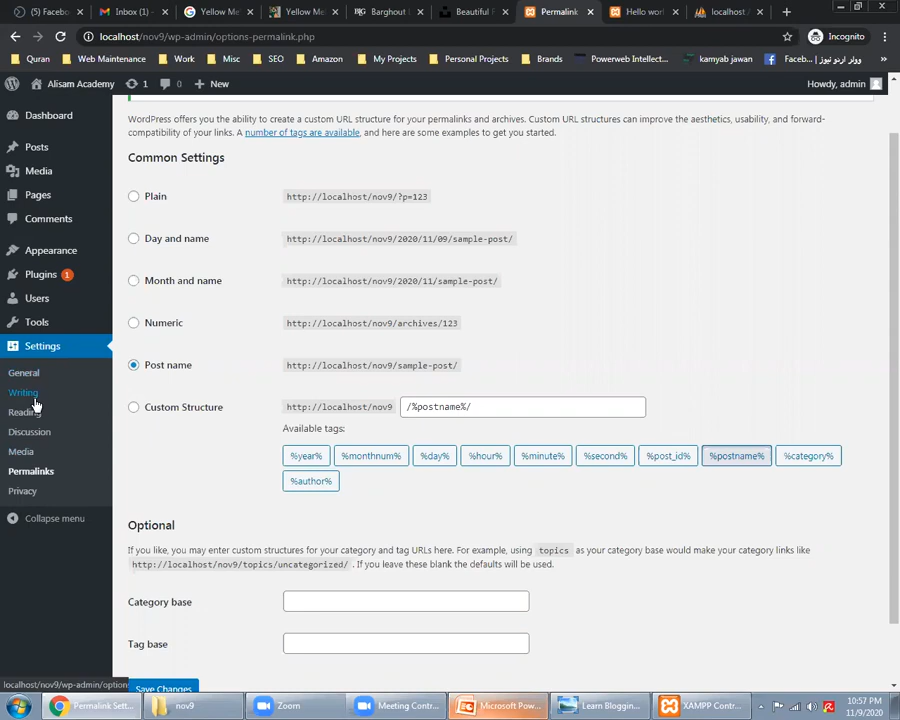 (5) Facebo
Inbox (1)
Yellow Me
Yellow Me
Barghout
Beautiful F
Permalink
Hello worl
localhost
localhost/nov9/wp-admin/options-permalink.php
Incognito
Quran
Web Maintenance
Work
Misc
SEO
Amazon
My Projects
Personal Projects
Brands
Powerweb Intellect...
kamyab jawan
Faceb...
Alisam Academy
1
0
New
Howdy, admin
Dashboard
Posts
Media
Pages
Comments
Appearance
Plugins 1
Users
Tools
Settings
General
Writing
Reading
Discussion
Media
Permalinks
Privacy
Collapse menu
WordPress offers you the ability to create a custom URL structure for your permalinks and archives. Custom URL structures can improve the aesthetics, usability, and forward-
compatibility of your links. A number of tags are available, and here are some examples to get you started.
Common Settings
Plain http://localhost/nov9/?p=123
Day and name http://localhost/nov9/2020/11/09/sample-post/
Month and name http://localhost/nov9/2020/11/sample-post/
Numeric http://localhost/nov9/archives/123
Post name http://localhost/nov9/sample-post/
Custom Structure http://localhost/nov9 /%postname%/
Available tags:
%year% %monthnum% %day% %hour% %minute% %second% %post_id% %postname% %category%
%author%
Optional
If you like, you may enter custom structures for your category and tag URLs here. For example, using topics as your category base would make your category links like
http://localhost/nov9/topics/uncategorized/ . If you leave these blank the defaults will be used.
Category base
Tag base
Save Changes
localhost/nov9/wp-admin/options
Permalink Sett...
nov9
Zoom
Meeting Contr...
Microsoft Pow...
Learn Bloggin...
XAMPP Contr...
10:57 PM
11/9/2020